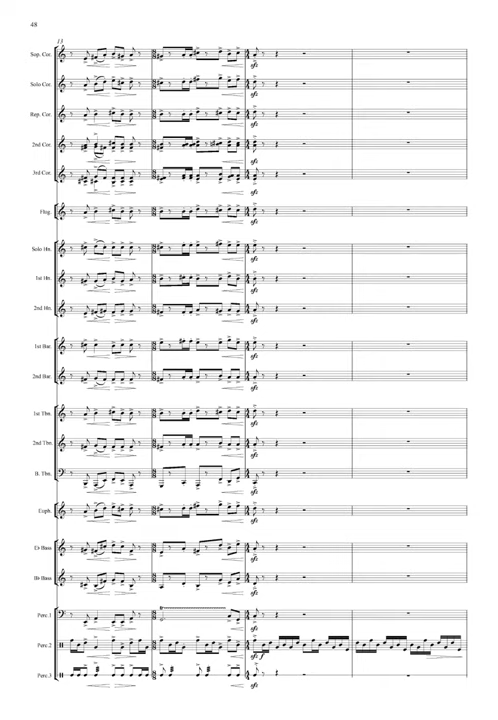 48
13
Sop. Cor.
Solo Cor.
Rep. Cor.
2nd Cor.
3rd Cor.
Flug.
Solo Hn.
1st Hn.
2nd Hn.
1st Bar.
2nd Bar.
1st Tbn.
2nd Tbn.
B. Tbn.
Euph.
E♭ Bass
B♭ Bass
Perc.1
Perc.2
Perc.3